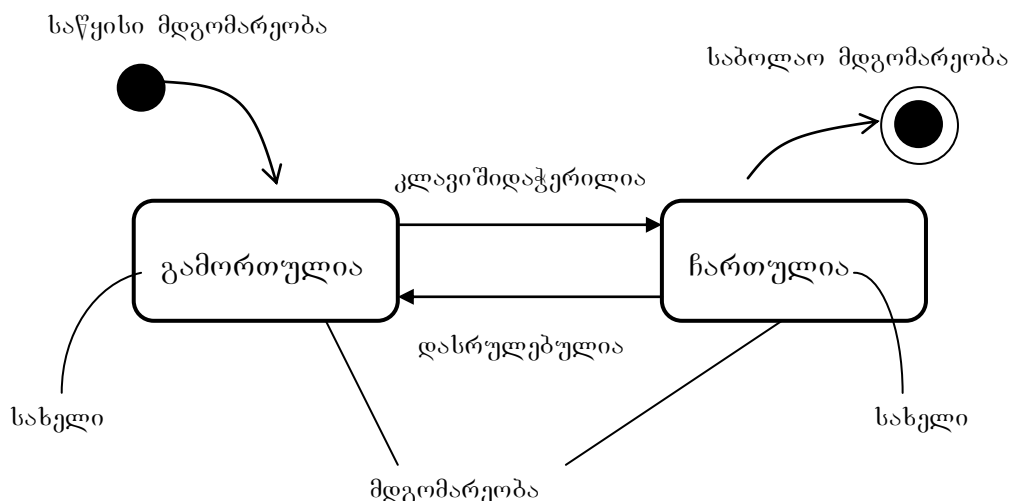 საწყისი მდგომარეობა
საბოლაო მდგომარეობა
კლავიშიდაჭერილია
გამორთულია
ჩართულია
დასრულებულია
სახელი
სახელი
მდგომარეობა